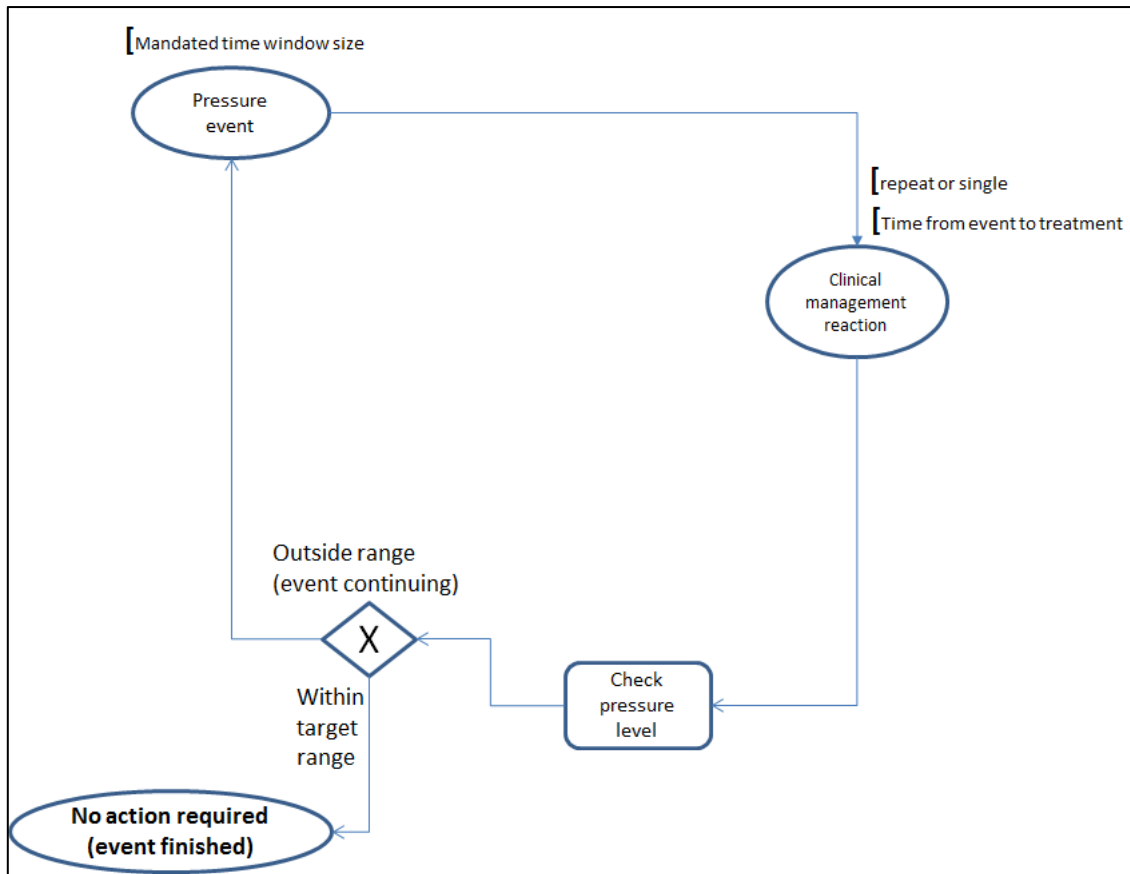 [Mandated time window size
Pressure
event
[repeat or single
[Time from event to treatment
Clinical
management
reaction
Outside range
(event continuing)
X
Check
pressure
level
Within
target
range
No action required
(event finished)